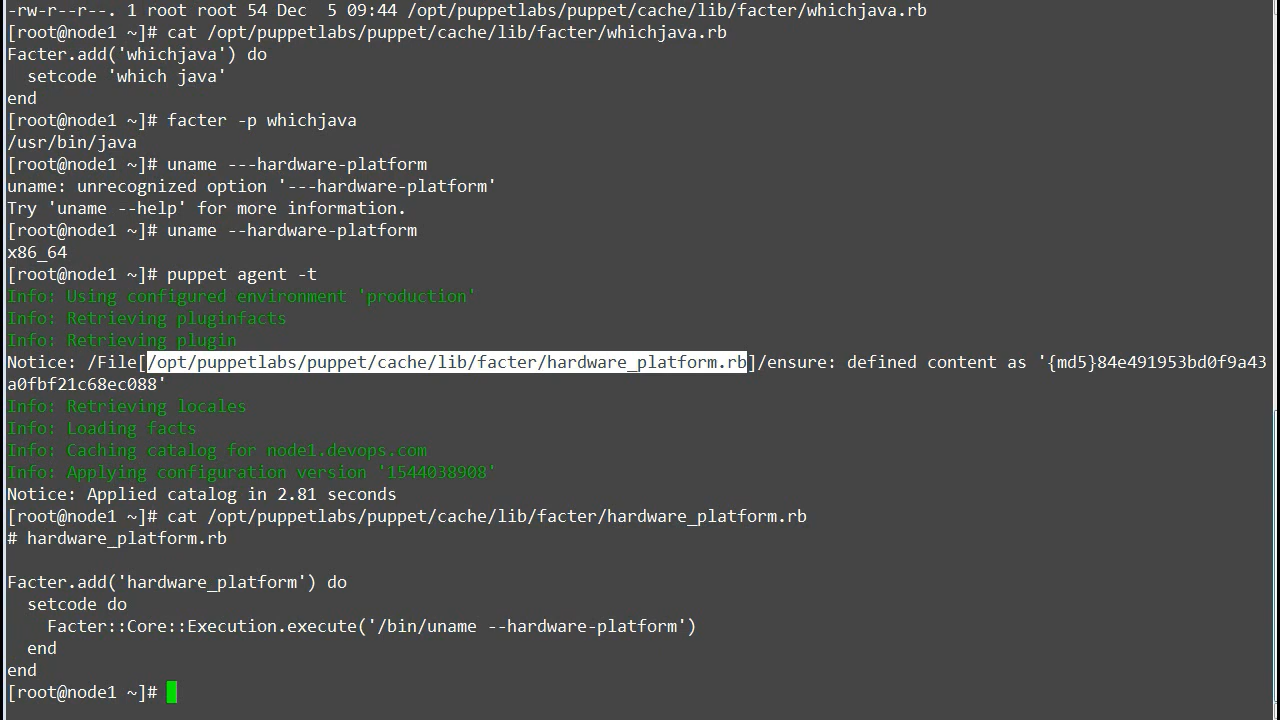 -rw-r--r--. 1 root root 54 Dec  5 09:44 /opt/puppetlabs/puppet/cache/lib/facter/whichjava.rb
[root@node1 ~]# cat /opt/puppetlabs/puppet/cache/lib/facter/whichjava.rb
Facter.add('whichjava') do
  setcode 'which java'
end
[root@node1 ~]# facter -p whichjava
/usr/bin/java
[root@node1 ~]# uname ---hardware-platform
uname: unrecognized option '---hardware-platform'
Try 'uname --help' for more information.
[root@node1 ~]# uname --hardware-platform
x86_64
[root@node1 ~]# puppet agent -t
Info: Using configured environment 'production'
Info: Retrieving pluginfacts
Info: Retrieving plugin
Notice: /File[/opt/puppetlabs/puppet/cache/lib/facter/hardware_platform.rb]/ensure: defined content as '{md5}84e491953bd0f9a43
a0fbf21c68ec088'
Info: Retrieving locales
Info: Loading facts
Info: Caching catalog for node1.devops.com
Info: Applying configuration version '1544038908'
Notice: Applied catalog in 2.81 seconds
[root@node1 ~]# cat /opt/puppetlabs/puppet/cache/lib/facter/hardware_platform.rb
# hardware_platform.rb

Facter.add('hardware_platform') do
  setcode do
    Facter::Core::Execution.execute('/bin/uname --hardware-platform')
  end
end
[root@node1 ~]#